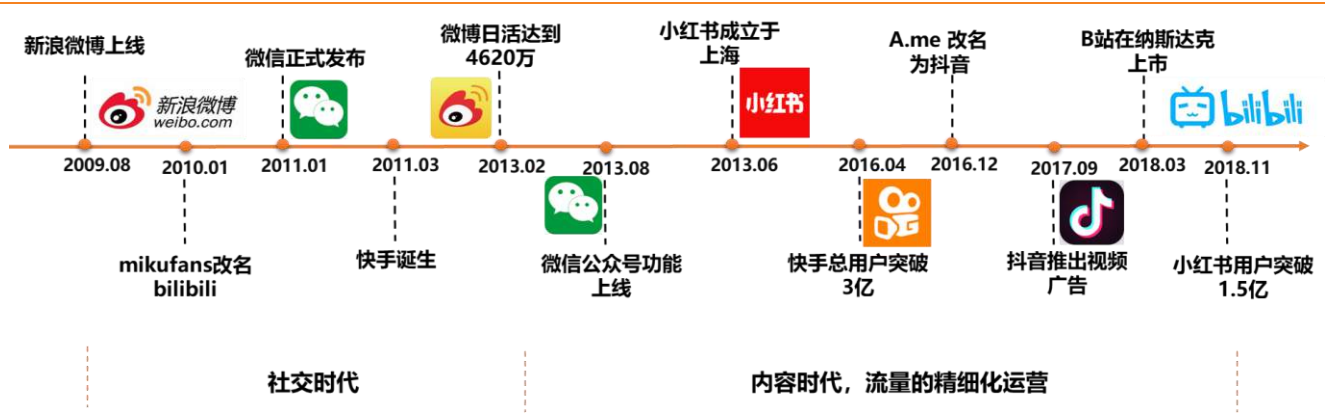 新浪微博上线
微信正式发布
微博日活达到
4620万
小红书成立于
上海
A.me 改名
为抖音
B站在纳斯达克
上市
新浪微博
weibo.com
小红书
bilibili
2009.08
2010.01
2011.01
2011.03
2013.02
2013.08
2013.06
2016.04
2016.12
2017.09
2018.03
2018.11
mikufans改名
bilibili
快手诞生
微信公众号功能
上线
快手总用户突破
3亿
抖音推出视频
广告
小红书用户突破
1.5亿
社交时代
内容时代，流量的精细化运营